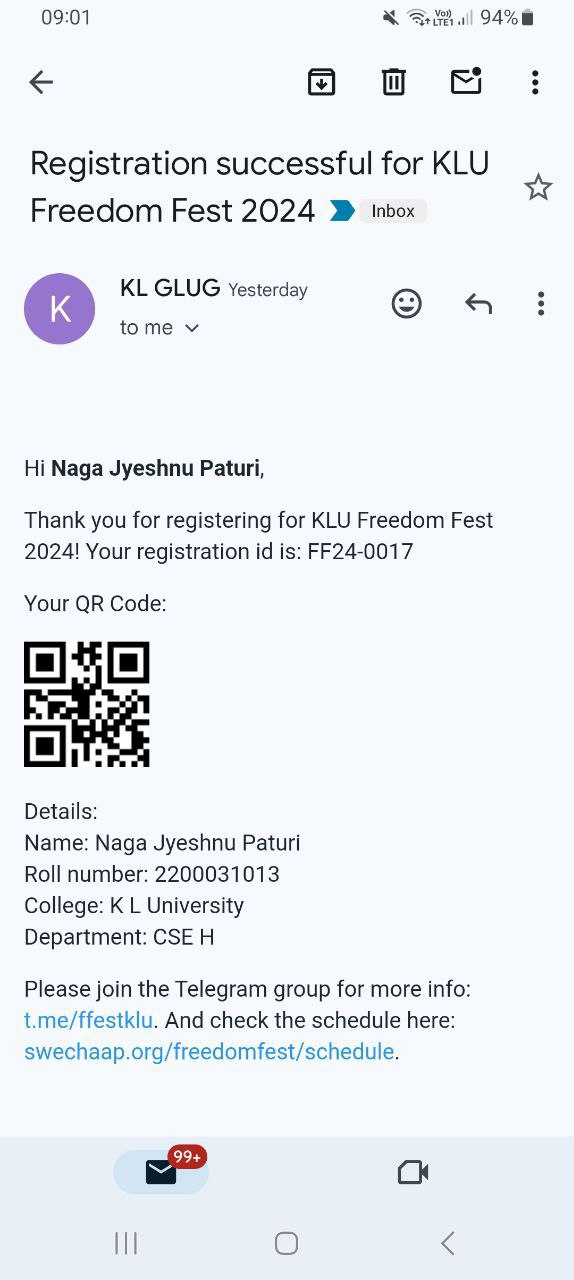 09:01 Vo) LTE1 94%
Registration successful for KLU
Freedom Fest 2024 Inbox
K
KL GLUG Yesterday
to me
Hi Naga Jyeshnu Paturi,
Thank you for registering for KLU Freedom Fest
2024! Your registration id is: FF24-0017
Your QR Code:
Details:
Name: Naga Jyeshnu Paturi
Roll number: 2200031013
College: K L University
Department: CSE H
Please join the Telegram group for more info:
t.me/ffestklu. And check the schedule here:
swechaap.org/freedomfest/schedule.
99+